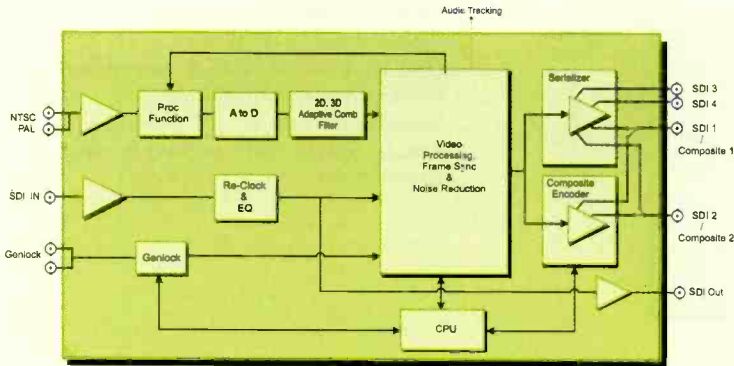 Audio Tracking
NTSC
PAL
Proc
Function
A to D
2D, 3D
Adaptive Comb
Filter
Video
Processing,
Frame Sync
&
Noise Reduction
Serializer
SDI 3
SDI 4
SDI 1
/
Composite 1
SDI IN
Re-Clock
&
EQ
Composite
Encoder
SDI 2
/
Composite 2
Genlock
Genlock
CPU
SDI Out